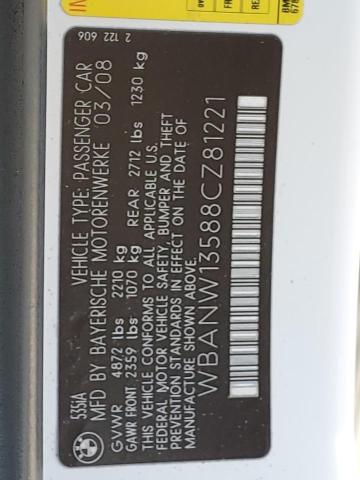 535iA VEHICLE TYPE: PASSENGER CAR
MFD BY BAYERISCHE MOTORENWERKE 03/08
GVWR 4872 lbs 2210 kg
GAWR FRONT 2359 lbs 1070 kg REAR 2712 lbs 1230 kg
THIS VEHICLE CONFORMS TO ALL APPLICABLE U.S.
FEDERAL MOTOR VEHICLE SAFETY, BUMPER AND THEFT
PREVENTION STANDARDS IN EFFECT ON THE DATE OF
MANUFACTURE SHOWN ABOVE.
WBANW13588CZ81221
2 122 606